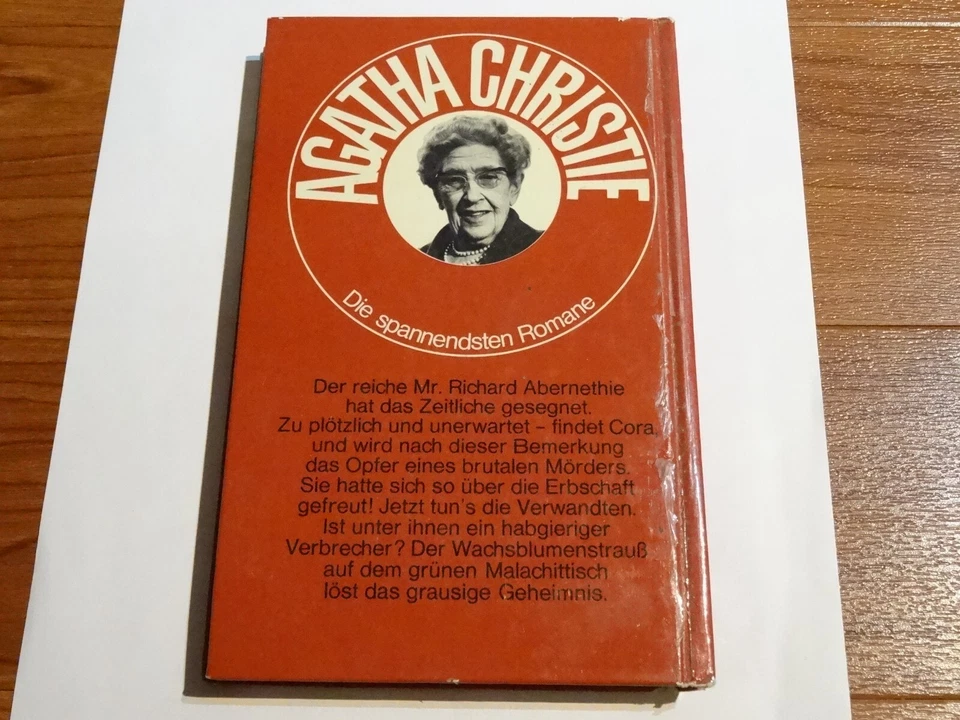 AGATHA CHRISTIE
Die spannendsten Romane
Der reiche Mr. Richard Abernethie
hat das Zeitliche gesegnet.
Zu plötzlich und unerwartet – findet Cora,
und wird nach dieser Bemerkung
das Opfer eines brutalen Mörders.
Sie hatte sich so über die Erbschaft
gefreut! Jetzt tun's die Verwandten.
Ist unter ihnen ein habgieriger
Verbrecher? Der Wachsblumenstrauß
auf dem grünen Malachittisch
löst das grausige Geheimnis.